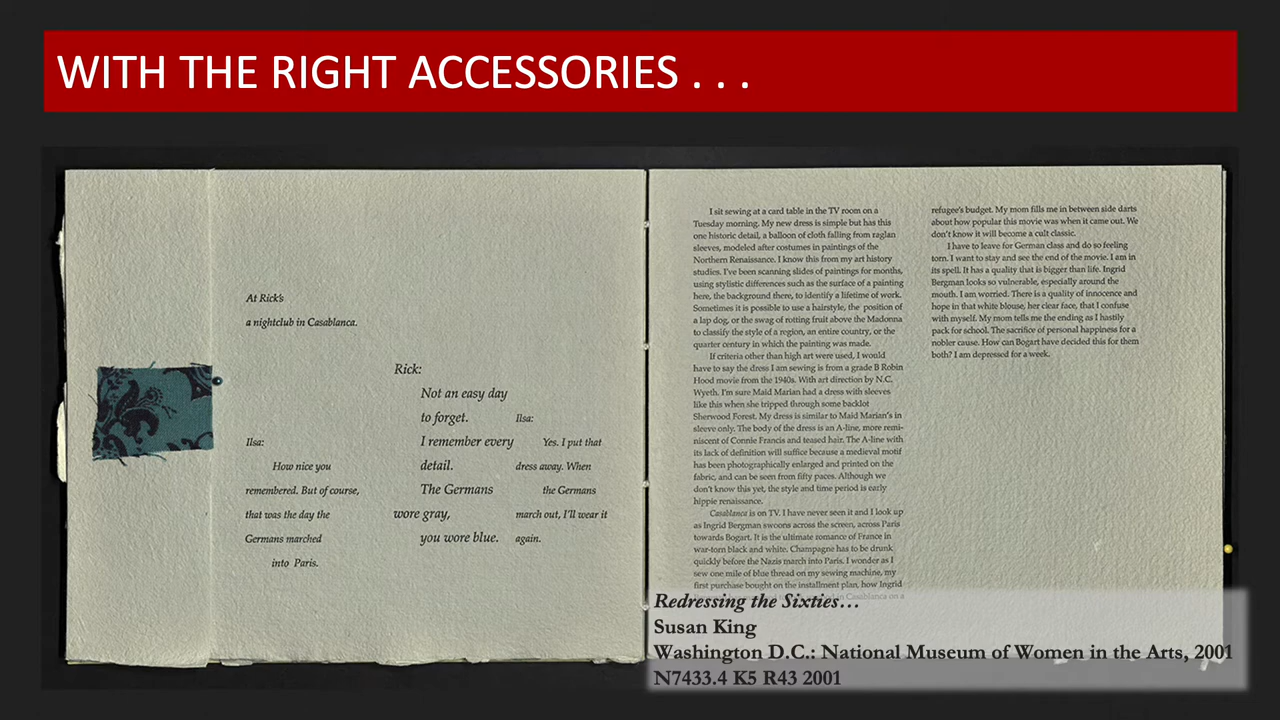 WITH THE RIGHT ACCESSORIES . . .
At Rick's
a nightclub in Casablanca.
Ilsa:
How nice you
remembered. But of course,
that was the day the
Germans marched
into Paris.
Rick:
Not an easy day
to forget.
I remember every
detail.
The Germans
wore gray,
you wore blue.
Ilsa:
Yes. I put that
dress away. When
the Germans
march out, I'll wear it
again.
I sit sewing at a card table in the TV room on a
Tuesday morning. My new dress is simple but has this
one historic detail, a balloon of cloth falling from raglan
sleeves, modeled after costumes in paintings of the
Northern Renaissance. I know this from my art history
studies. I've been scanning slides of paintings for months,
using stylistic differences such as the surface of a painting
here, the background there, to identify a lifetime of work.
Sometimes it is possible to use a hairstyle, the position of
a lap dog, or the swag of rotting fruit above the Madonna
to classify the style of a region, an entire country, or the
quarter century in which the painting was made.
If criteria other than high art were used, I would
have to say the dress I am sewing is from a grade B Robin
Hood movie from the 1940s. With art direction by N.C.
Wyeth. I'm sure Maid Marian had a dress with sleeves
like this when she tripped through some backlot
Sherwood Forest. My dress is similar to Maid Marian's in
sleeve only. The body of the dress is an A-line, more remi-
niscent of Connie Francis and teased hair. The A-line with
its lack of definition will suffice because a medieval motif
has been photographically enlarged and printed on the
fabric, and can be seen from fifty paces. Although we
don't know this yet, the style and time period is early
hippie renaissance.
Casablanca is on TV. I have never seen it and I look up
as Ingrid Bergman swoons across the screen, across Paris
towards Bogart. It is the ultimate romance of France in
war-torn black and white. Champagne has to be drunk
quickly before the Nazis march into Paris. I wonder as I
sew one mile of blue thread on my sewing machine, my
first purchase bought on the installment plan, how Ingrid
in Casablanca on a
refugee's budget. My mom fills me in between side darts
about how popular this movie was when it came out. We
don't know it will become a cult classic.
I have to leave for German class and do so feeling
torn. I want to stay and see the end of the movie. I am in
its spell. It has a quality that is bigger than life. Ingrid
Bergman looks so vulnerable, especially around the
mouth. I am worried. There is a quality of innocence and
hope in that white blouse, her clear face, that I confuse
with myself. My mom tells me the ending as I hastily
pack for school. The sacrifice of personal happiness for a
nobler cause. How can Bogart have decided this for them
both? I am depressed for a week.
Redressing the Sixties…
Susan King
Washington D.C.: National Museum of Women in the Arts, 2001
N7433.4 K5 R43 2001